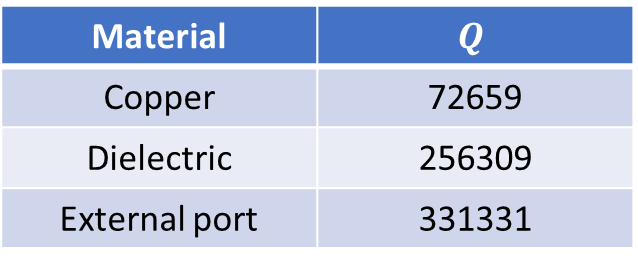 Material Q
Copper 72659
Dielectric 256309
External port 331331